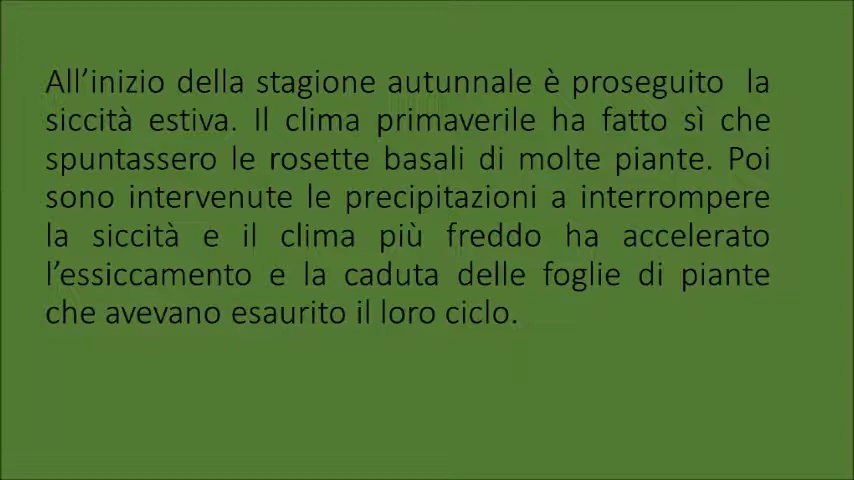 All’inizio della stagione autunnale è proseguito  la
siccità estiva. Il clima primaverile ha fatto sì che
spuntassero le rosette basali di molte piante. Poi
sono intervenute le precipitazioni a interrompere
la siccità e il clima più freddo ha accelerato
l’essiccamento e la caduta delle foglie di piante
che avevano esaurito il loro ciclo.